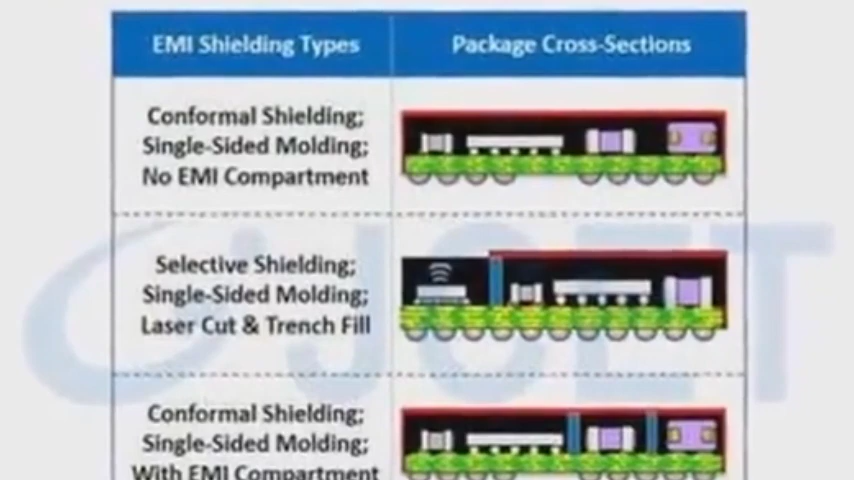 EMI Shielding Types
Package Cross-Sections
Conformal Shielding;
Single-Sided Molding;
No EMI Compartment
Selective Shielding;
Single-Sided Molding;
Laser Cut & Trench Fill
Conformal Shielding;
Single-Sided Molding;
With EMI Compartment